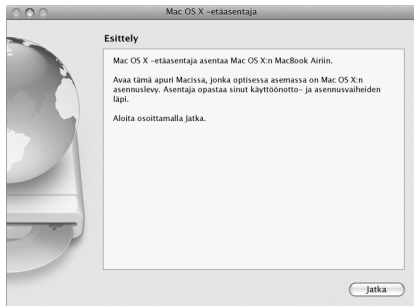 Mac OS X –etäasentaja
Esittely
Mac OS X –etäasentaja asentaa Mac OS X:n MacBook Airiin.
Avaa tämä apuri Macissa, jonka optisessa asemassa on Mac OS X:n
asennuslevy. Asentaja opastaa sinut käyttöönotto– ja asennusvaiheiden
läpi.
Aloita osoittamalla Jatka.
Jatka